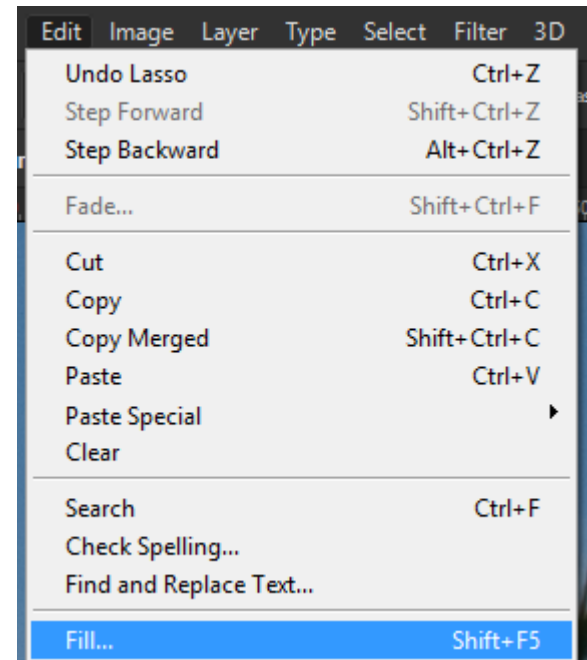 Edit Image Layer Type Select Filter 3D
Undo Lasso Ctrl+Z
Step Forward Shift+Ctrl+Z
Step Backward Alt+Ctrl+Z
Fade... Shift+Ctrl+F
Cut Ctrl+X
Copy Ctrl+C
Copy Merged Shift+Ctrl+C
Paste Ctrl+V
Paste Special
Clear
Search Ctrl+F
Check Spelling...
Find and Replace Text...
Fill... Shift+F5